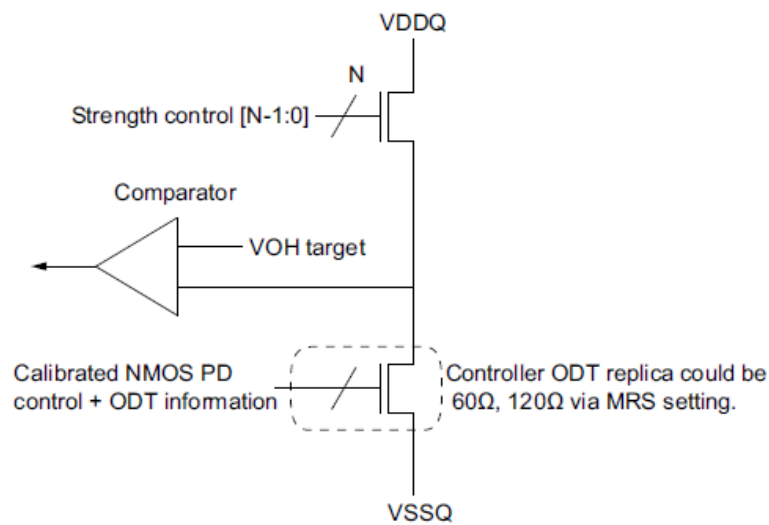 VDDQ
N
Strength control [N-1:0]
Comparator
VOH target
Calibrated NMOS PD
control + ODT information
Controller ODT replica could be
60Ω, 120Ω via MRS setting.
VSSQ